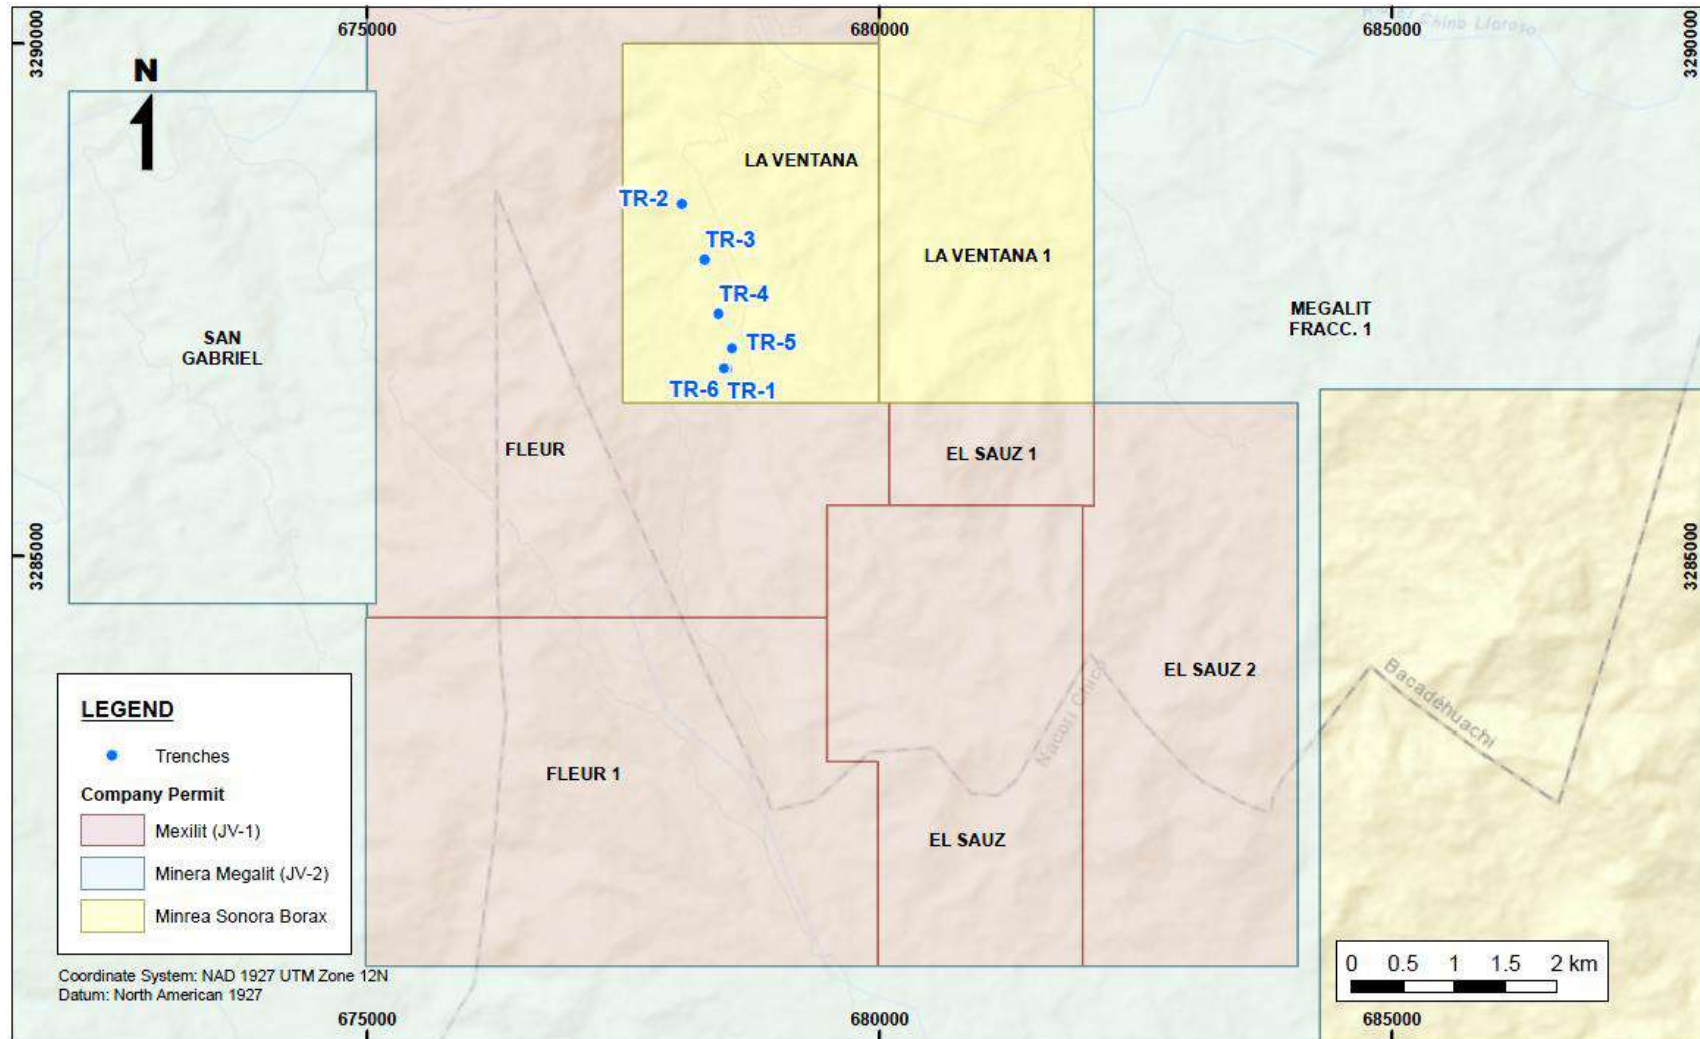 675000
680000
685000
3290000
3290000
Chino Llaroso
N
LA VENTANA
TR-2
TR-3
LA VENTANA 1
TR-4
MEGALIT
FRACC. 1
SAN
GABRIEL
TR-5
TR-6 TR-1
FLEUR
EL SAUZ 1
3285000
3285000
EL SAUZ 2
Bacadéhuachi
Nacori Chico
FLEUR 1
EL SAUZ
LEGEND
Trenches
Company Permit
Mexilit (JV-1)
Minera Megalit (JV-2)
Minrea Sonora Borax
0 0.5 1 1.5 2 km
Coordinate System: NAD 1927 UTM Zone 12N
Datum: North American 1927
675000
680000
685000